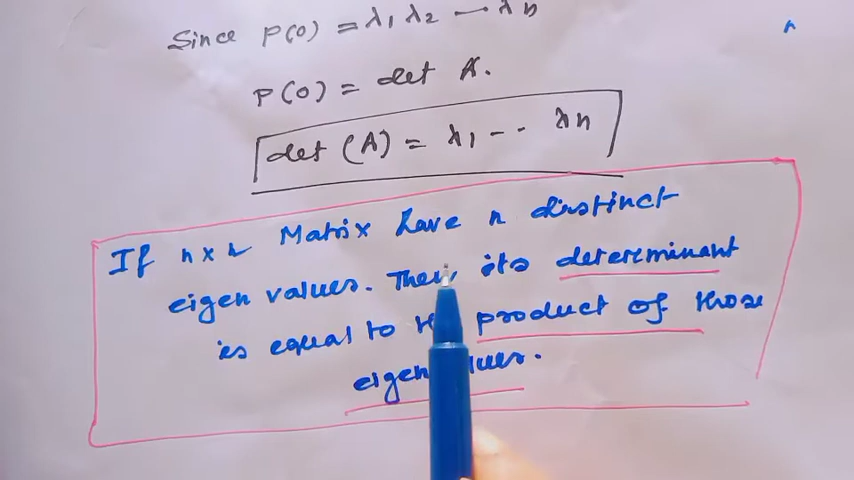 Since P(0) = λ₁ λ₂ — λn
P(0) = det A.
det (A) = λ₁ - - - λn
If n×n Matrix have n distinct
eigen values. Then its determinant
is equal to product of those
eigen values.